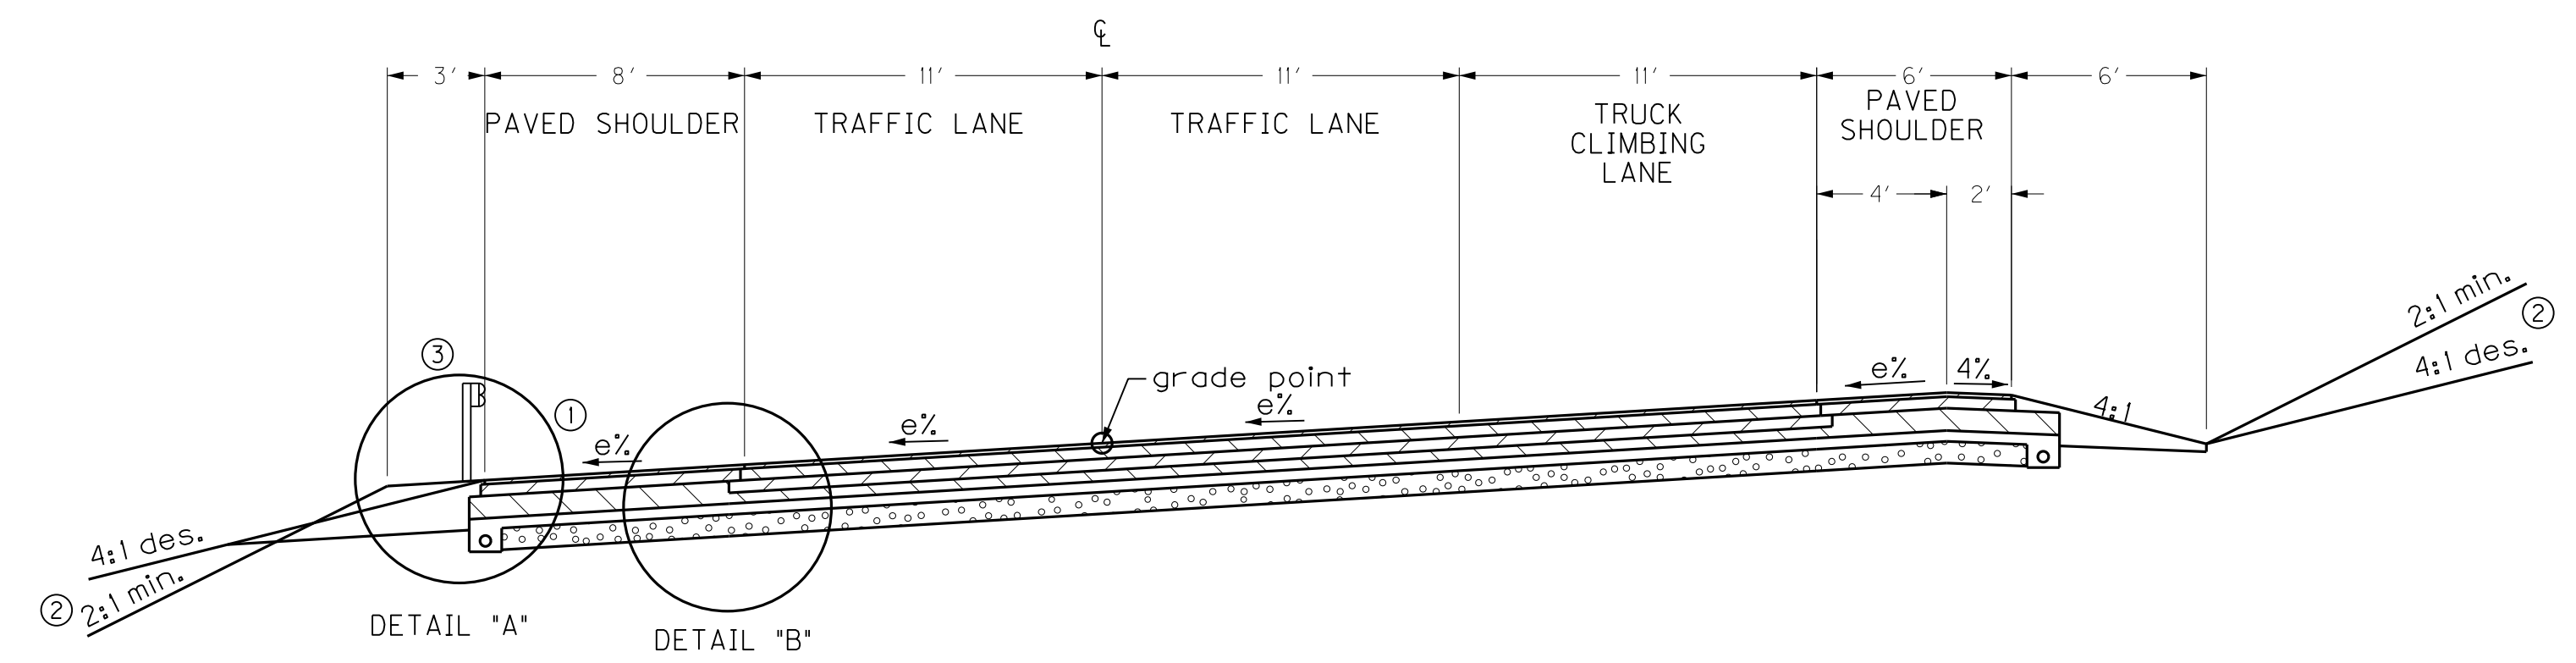 ℄
3' 8' 11' 11' 11' 6' 6'
PAVED SHOULDER
TRAFFIC LANE
TRAFFIC LANE
TRUCK
CLIMBING
LANE
PAVED
SHOULDER
4' 2'
2:1 min.
2
4:1 des.
3
1
e%
e%
grade point
e%
e%
4%
4:1
4:1 des.
2:1 min.
2
DETAIL "A"
DETAIL "B"